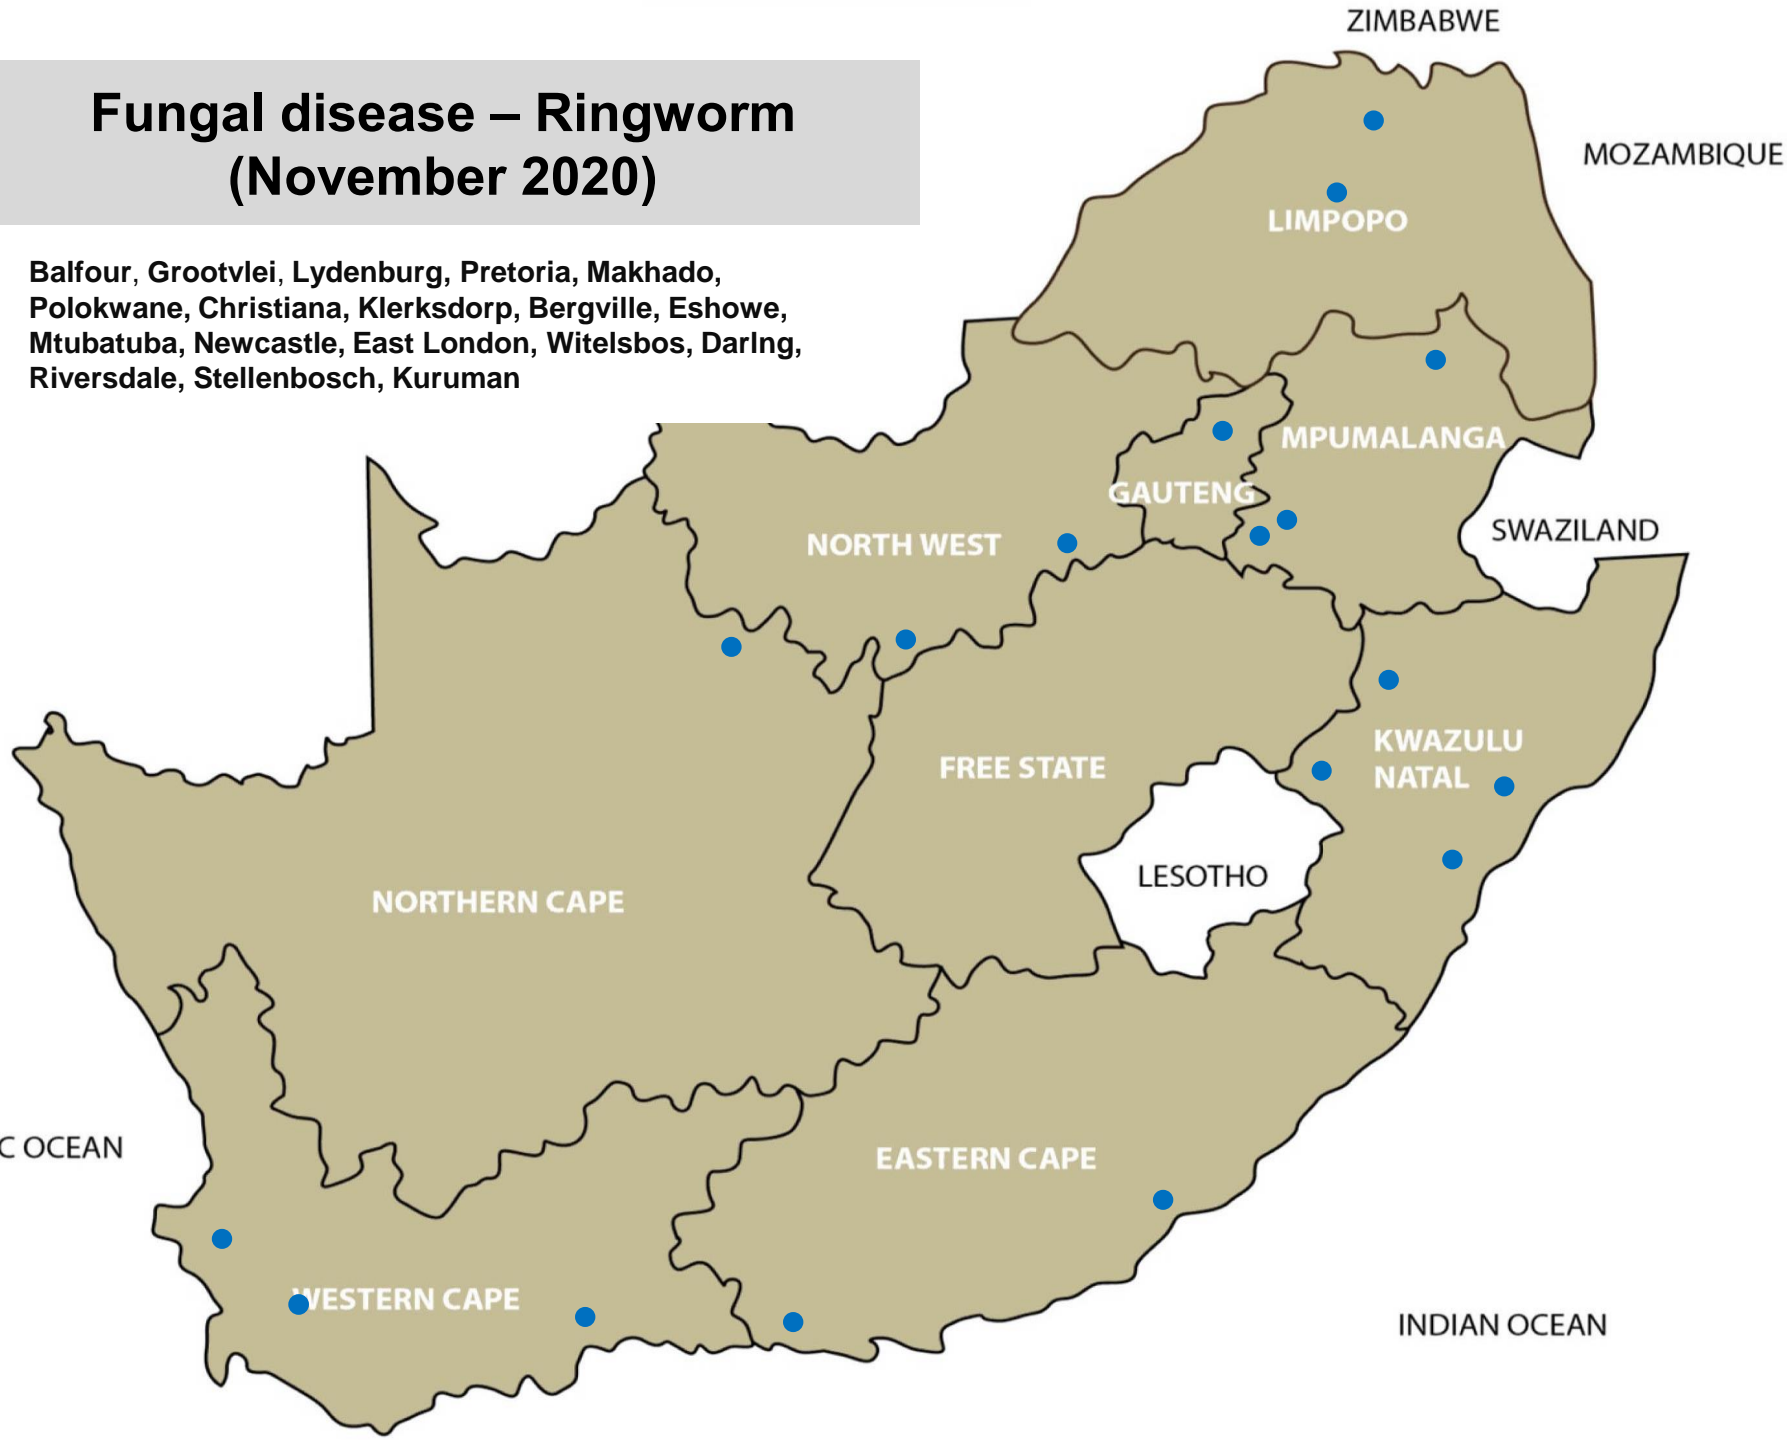 ZIMBABWE
Fungal disease – Ringworm
(November 2020)
MOZAMBIQUE
LIMPOPO
Balfour, Grootvlei, Lydenburg, Pretoria, Makhado,
Polokwane, Christiana, Klerksdorp, Bergville, Eshowe,
Mtubatuba, Newcastle, East London, Witelsbos, Darlng,
Riversdale, Stellenbosch, Kuruman
MPUMALANGA
GAUTENG
SWAZILAND
NORTH WEST
KWAZULU
NATAL
FREE STATE
LESOTHO
NORTHERN CAPE
C OCEAN
EASTERN CAPE
WESTERN CAPE
INDIAN OCEAN